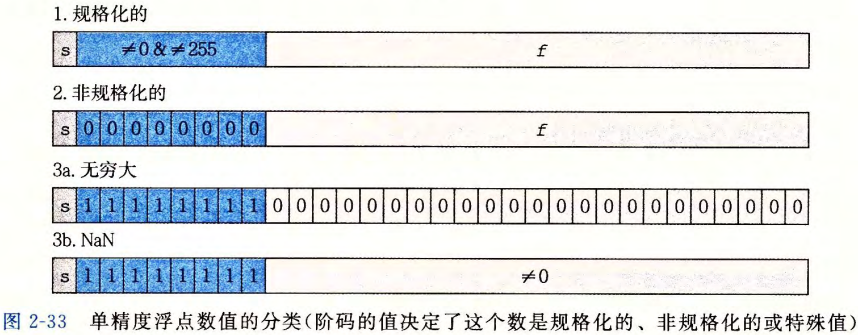 1. 规格化的
s ≠0 & ≠255 f
2. 非规格化的
s 0 0 0 0 0 0 0 0 f
3a. 无穷大
s 1 1 1 1 1 1 1 1 0 0 0 0 0 0 0 0 0 0 0 0 0 0 0 0 0 0 0 0 0 0 0
3b. NaN
s 1 1 1 1 1 1 1 1 ≠0
图 2-33 单精度浮点数值的分类(阶码的值决定了这个数是规格化的、非规格化的或特殊值)